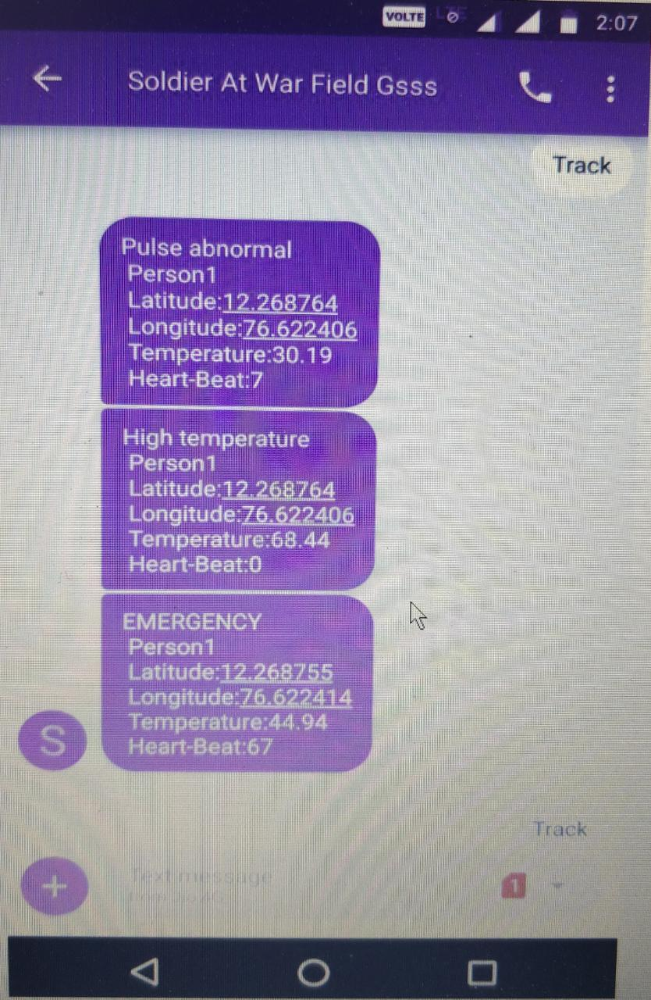 VOLTE LTE 2:07
Soldier At War Field Gsss
Track
Pulse abnormal
Person1
Latitude:12.268764
Longitude:76.622406
Temperature:30.19
Heart-Beat:7
High temperature
Person1
Latitude:12.268764
Longitude:76.622406
Temperature:68.44
Heart-Beat:0
EMERGENCY
Person1
Latitude:12.268755
Longitude:76.622414
Temperature:44.94
Heart-Beat:67
S
Track
Text message
1